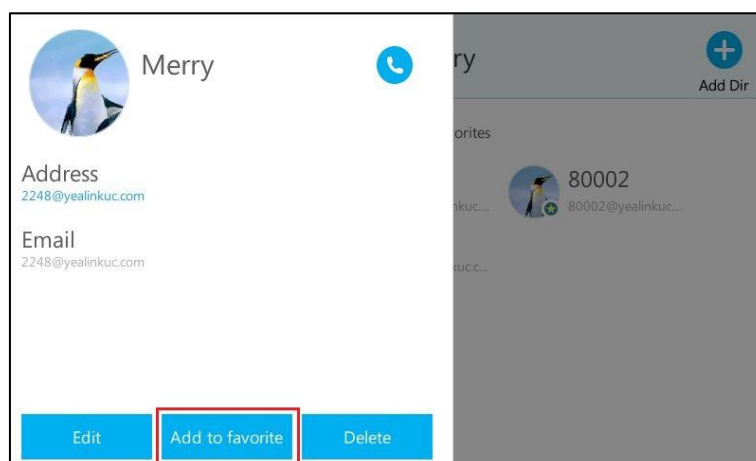 Merry
Address
2248@yealinkuc.com
Email
2248@yealinkuc.com
Edit
Add to favorite
Delete
ry
Add Dir
orites
80002
nkuc....
80002@yealinkuc....
kuc.c...